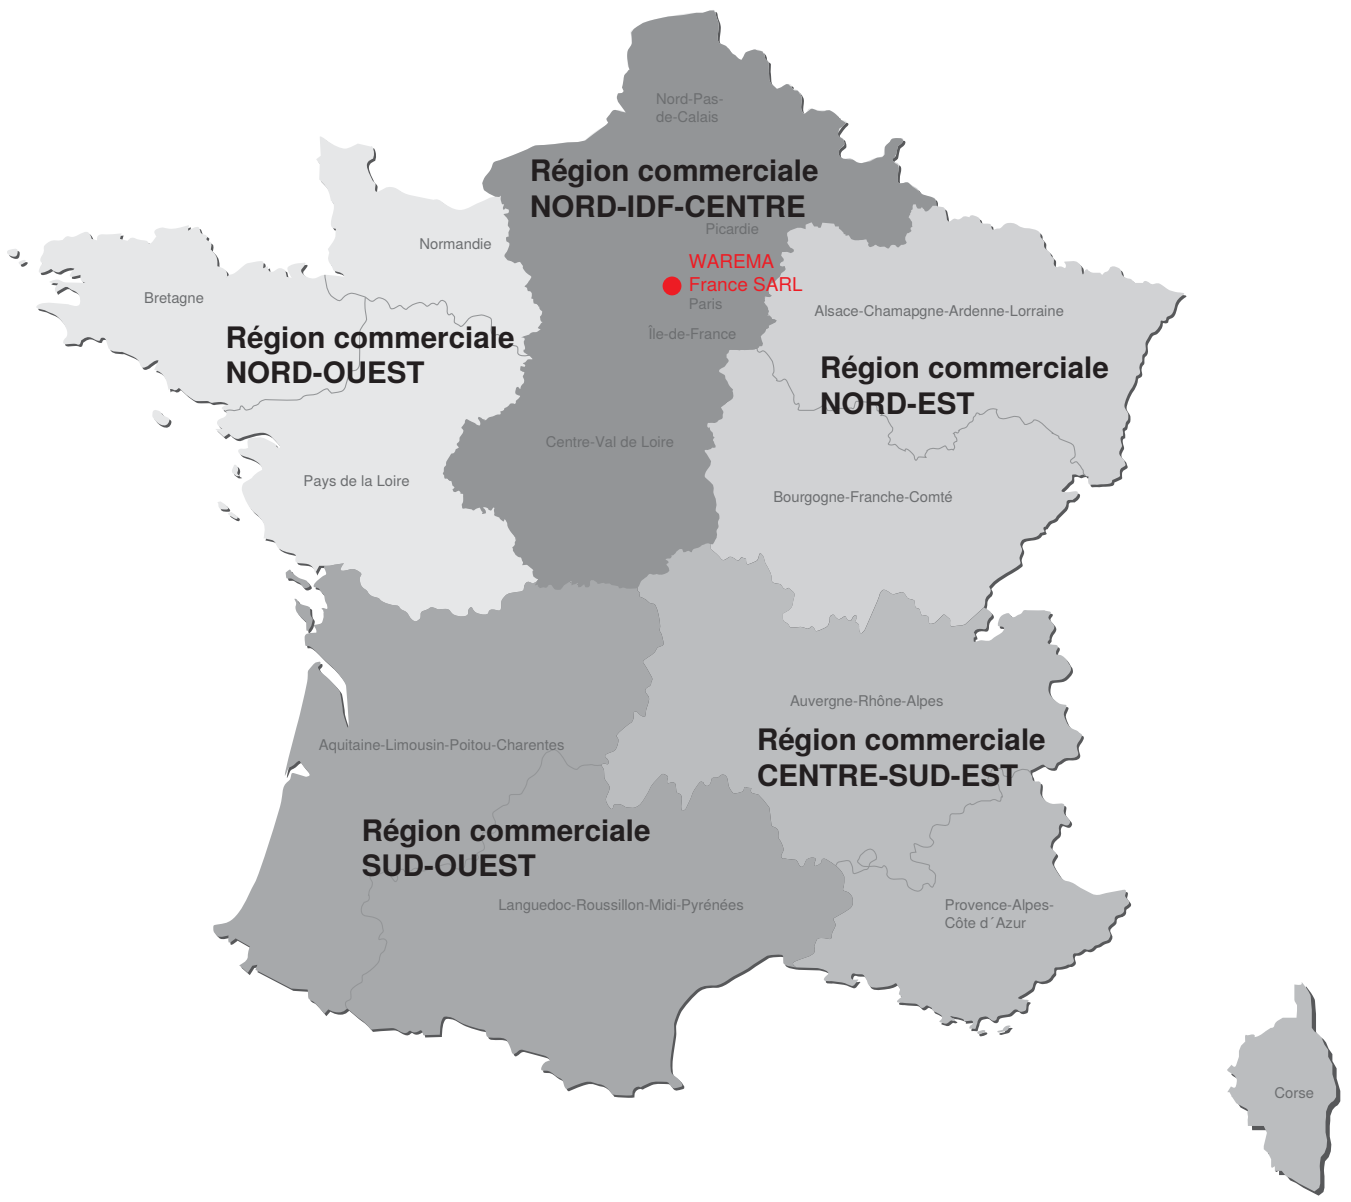 Nord-Pas-
de-Calais
Région commerciale
NORD-IDF-CENTRE
Picardie
Normandie
WAREMA
France SARL
Paris
Île-de-France
Bretagne
Région commerciale
NORD-OUEST
Alsace-Chamapgne-Ardenne-Lorraine
Région commerciale
NORD-EST
Centre-Val de Loire
Pays de la Loire
Bourgogne-Franche-Comté
Auvergne-Rhône-Alpes
Région commerciale
CENTRE-SUD-EST
Aquitaine-Limousin-Poitou-Charentes
Région commerciale
SUD-OUEST
Languedoc-Roussillon-Midi-Pyrénées
Provence-Alpes-
Côte d´Azur
Corse